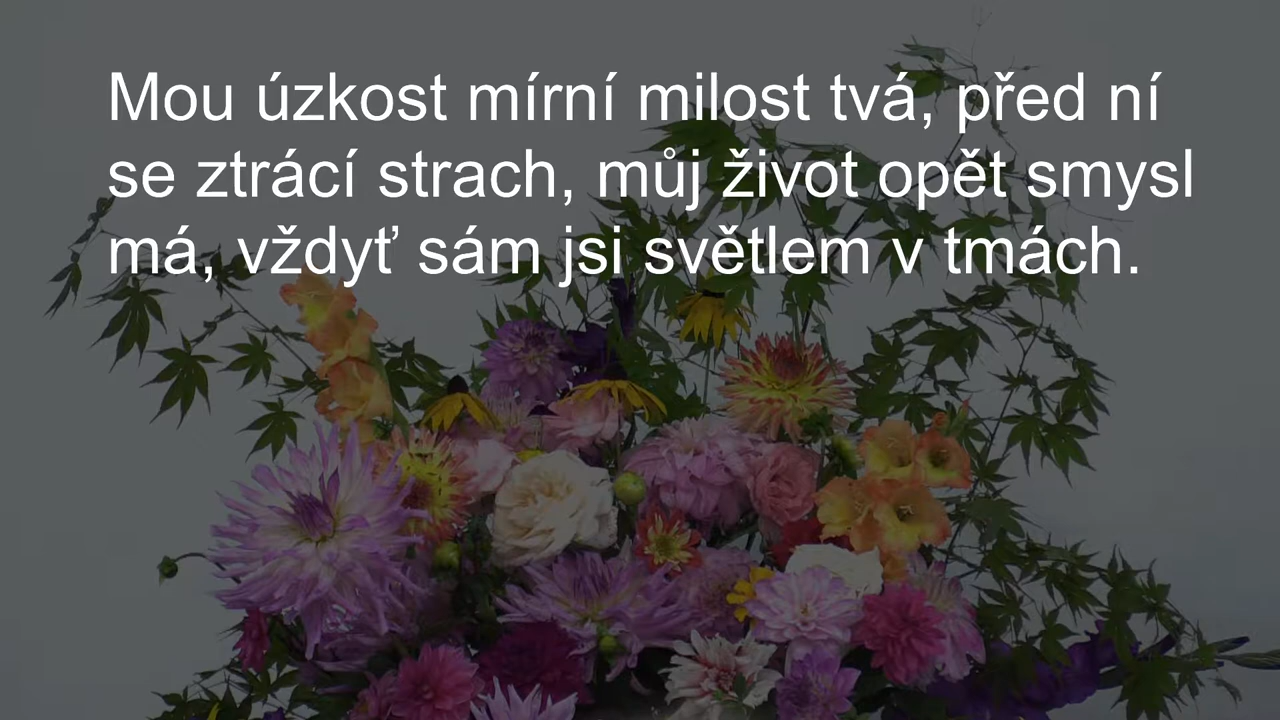 Mou úzkost mírní milost tvá, před ní
se ztrácí strach, můj život opět smysl
má, vždyť sám jsi světlem v tmách.